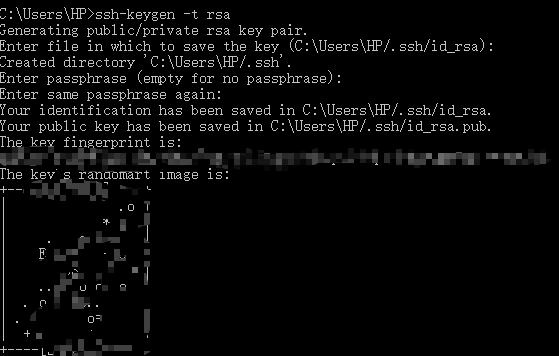 C:\Users\HP>ssh-keygen -t rsa
Generating public/private rsa key pair.
Enter file in which to save the key (C:\Users\HP/.ssh/id_rsa):
Created directory 'C:\Users\HP/.ssh'.
Enter passphrase (empty for no passphrase):
Enter same passphrase again:
Your identification has been saved in C:\Users\HP/.ssh/id_rsa.
Your public key has been saved in C:\Users\HP/.ssh/id_rsa.pub.
The key fingerprint is:
The key's randomart image is: